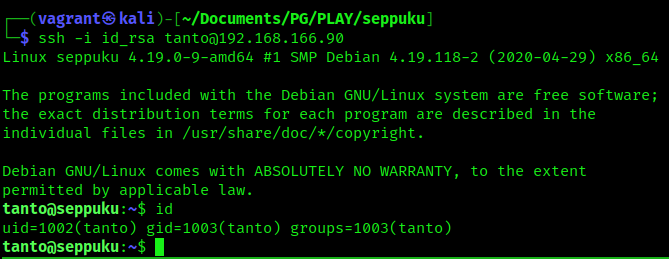 ┌──(vagrant㉿kali)-[~/Documents/PG/PLAY/seppuku]
└─$ ssh -i id_rsa tanto@192.168.166.90
Linux seppuku 4.19.0-9-amd64 #1 SMP Debian 4.19.118-2 (2020-04-29) x86_64
The programs included with the Debian GNU/Linux system are free software;
the exact distribution terms for each program are described in the
individual files in /usr/share/doc/*/copyright.
Debian GNU/Linux comes with ABSOLUTELY NO WARRANTY, to the extent
permitted by applicable law.
tanto@seppuku:~$ id
uid=1002(tanto) gid=1003(tanto) groups=1003(tanto)
tanto@seppuku:~$